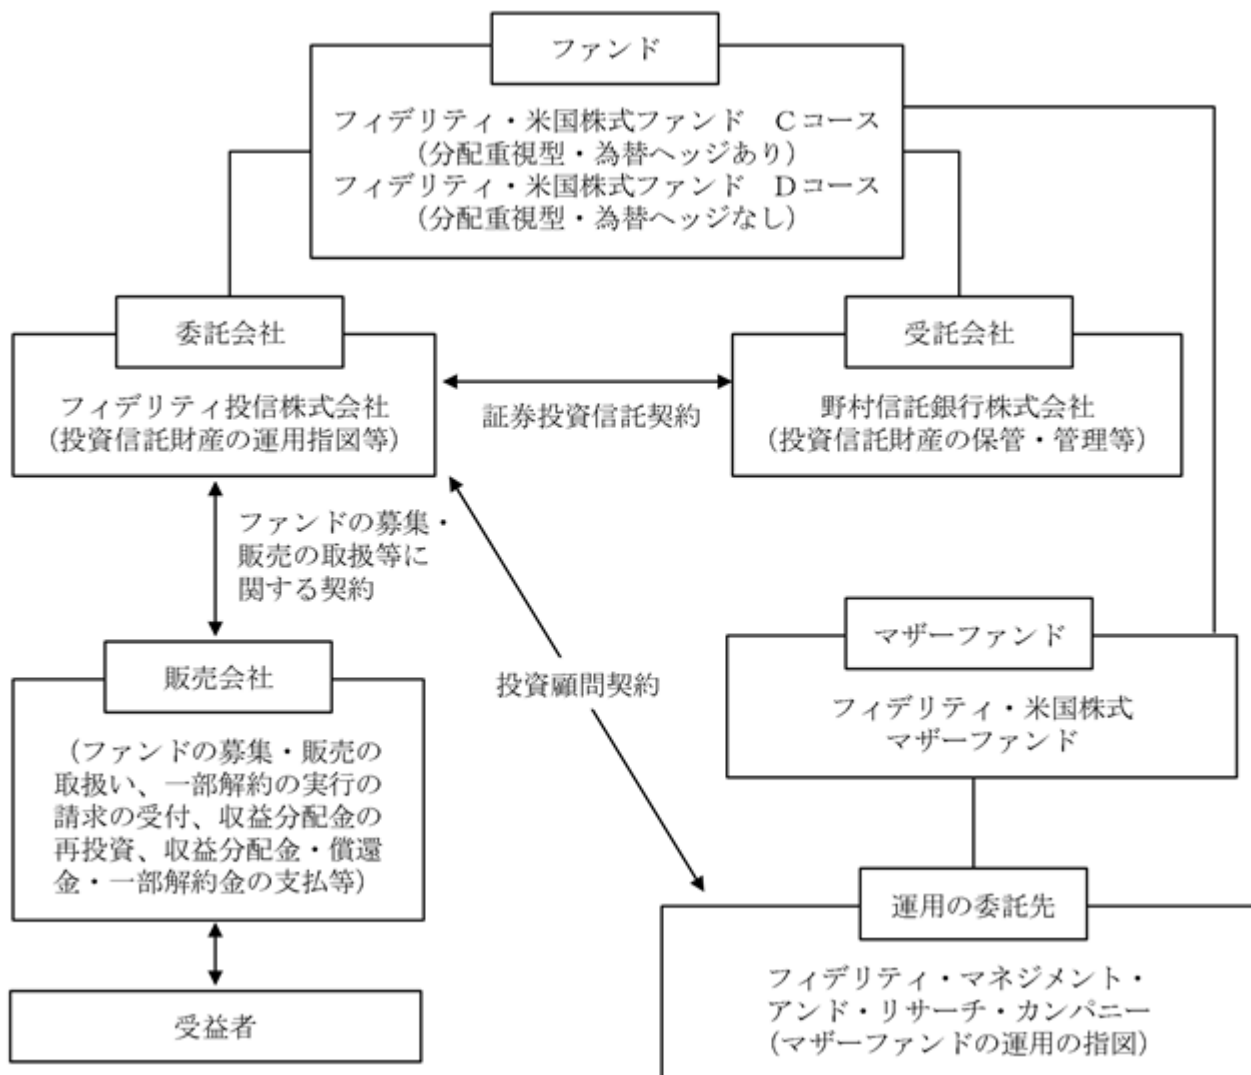 ファンド
フィデリティ・米国株式ファンド　Cコース
（分配重視型・為替ヘッジあり）
フィデリティ・米国株式ファンド　Dコース
（分配重視型・為替ヘッジなし）
委託会社
フィデリティ投信株式会社
（投資信託財産の運用指図等）
証券投資信託契約
受託会社
野村信託銀行株式会社
（投資信託財産の保管・管理等）
ファンドの募集・
販売の取扱等に
関する契約
投資顧問契約
マザーファンド
フィデリティ・米国株式
マザーファンド
販売会社
（ファンドの募集・販売の
取扱い、一部解約の実行の
請求の受付、収益分配金の
再投資、収益分配金・償還
金・一部解約金の支払等）
運用の委託先
フィデリティ・マネジメント・
アンド・リサーチ・カンパニー
（マザーファンドの運用の指図）
受益者